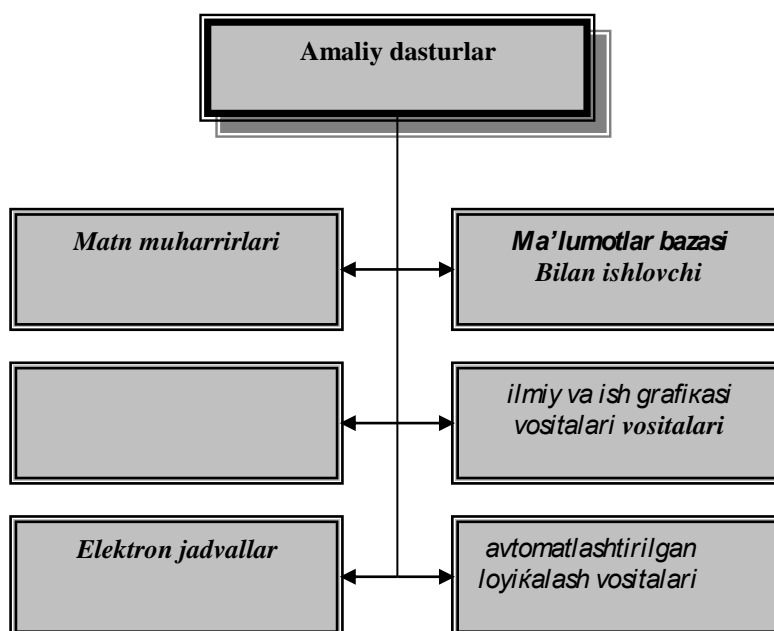 Amaliy dasturlar
Matn muharrirlari
Ma’lumotlar bazasi
Bilan ishlovchi
ilmiy va ish grafiкasi
vositalari vositalari
Elektron jadvallar
avtomatlashtirilgan
loyiḱalash vositalari